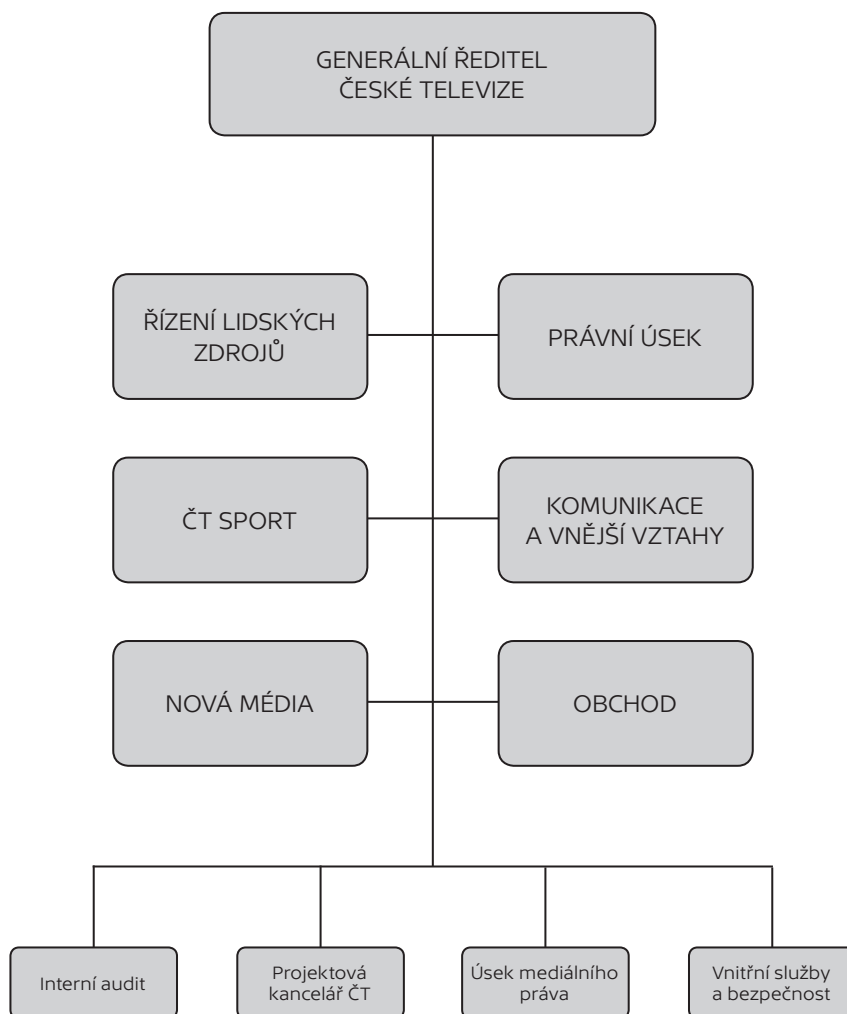 GENERÁLNÍ ŘEDITEL
ČESKÉ TELEVIZE
ŘÍZENÍ LIDSKÝCH
ZDROJŮ
PRÁVNÍ ÚSEK
ČT SPORT
KOMUNIKACE
A VNĚJŠÍ VZTAHY
NOVÁ MÉDIA
OBCHOD
Interní audit
Projektová
kancelář ČT
Úsek mediálního
práva
Vnitřní služby
a bezpečnost